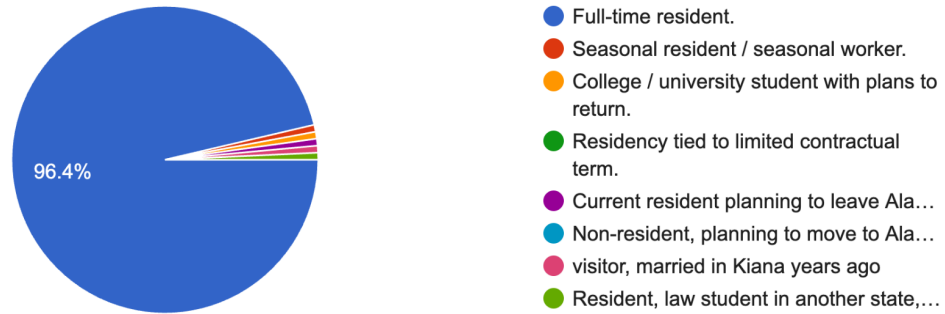 96.4%
Full-time resident.
Seasonal resident / seasonal worker.
College / university student with plans to
return.
Residency tied to limited contractual
term.
Current resident planning to leave Ala…
Non-resident, planning to move to Ala…
visitor, married in Kiana years ago
Resident, law student in another state,…